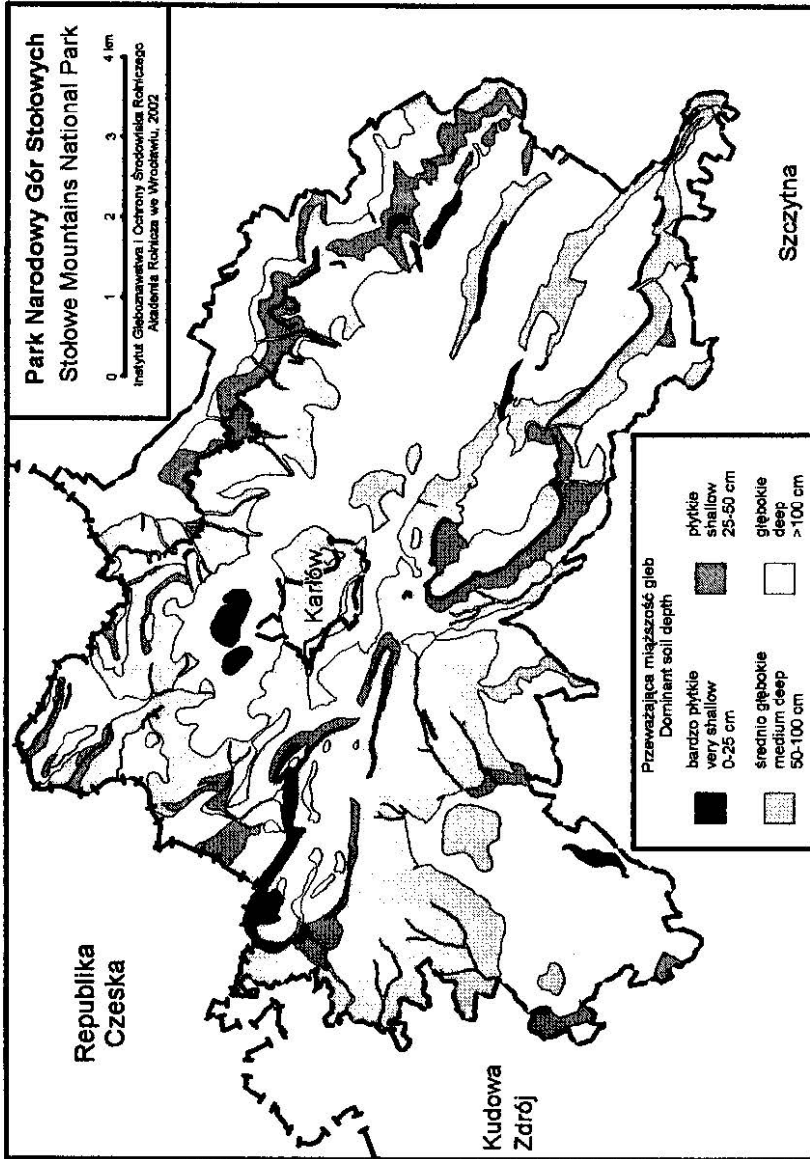 Park Narodowy Gór Stołowych
Stołowe Mountains National Park
0 1 2 3 4 km
Instytut Gleboznawstwa i Ochrony Środowiska Rolniczego
Akademia Rolnicza we Wrocławiu, 2002
Republika
Czeska
Karłów
Kudowa
Zdrój
Szczytna
Przeważająca miąższość gleb
Dominant soil depth
bardzo płytkie
very shallow
0-25 cm
płytkie
shallow
25-50 cm
średnio głębokie
medium deep
50-100 cm
głębokie
deep
>100 cm